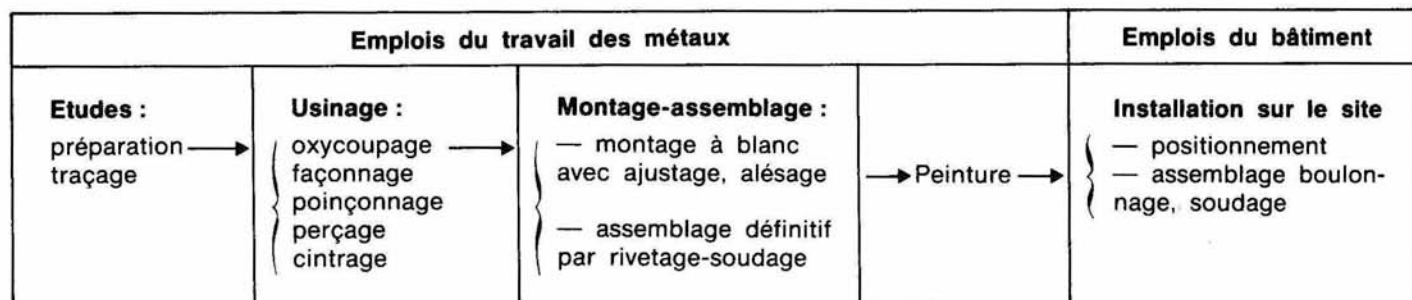 Emplois du travail des métaux
Emplois du bâtiment
Etudes :
préparation
traçage
Usinage :
oxycoupage
façonnage
poinçonnage
perçage
cintrage
Montage-assemblage :
— montage à blanc
avec ajustage, alésage
— assemblage définitif
par rivetage-soudage
Peinture
Installation sur le site
— positionnement
— assemblage boulon-
nage, soudage